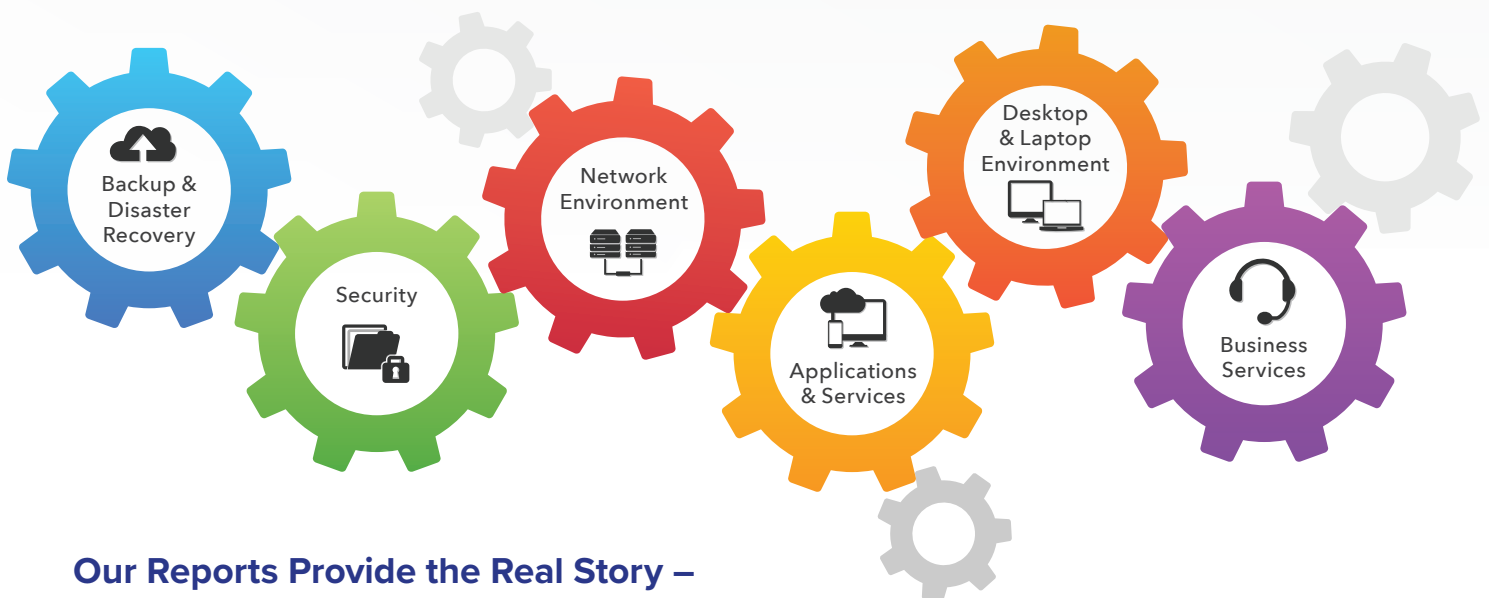 Backup &
Disaster
Recovery
Security
Network
Environment
Applications
& Services
Desktop
& Laptop
Environment
Business
Services
Our Reports Provide the Real Story –